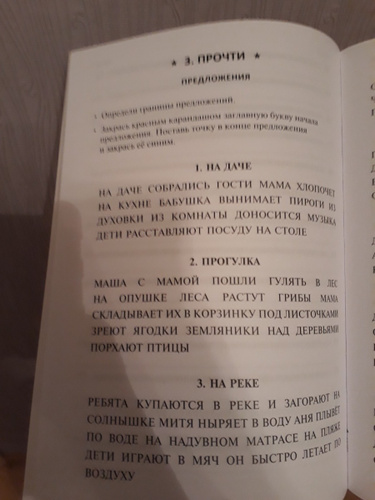 ★ 3. ПРОЧТИ ★
ПРЕДЛОЖЕНИЯ
• Определи границы предложений.
• Закрась красным карандашом заглавную букву начала
предложения. Поставь точку в конце предложения
и закрась её синим.
1. НА ДАЧЕ
НА ДАЧЕ СОБРАЛИСЬ ГОСТИ МАМА ХЛОПОЧЕТ
НА КУХНЕ БАБУШКА ВЫНИМАЕТ ПИРОГИ ИЗ
ДУХОВКИ ИЗ КОМНАТЫ ДОНОСИТСЯ МУЗЫКА
ДЕТИ РАССТАВЛЯЮТ ПОСУДУ НА СТОЛЕ
2. ПРОГУЛКА
МАША С МАМОЙ ПОШЛИ ГУЛЯТЬ В ЛЕС
НА ОПУШКЕ ЛЕСА РАСТУТ ГРИБЫ МАМА
СКЛАДЫВАЕТ ИХ В КОРЗИНКУ ПОД ЛИСТОЧКАМИ
ЗРЕЮТ ЯГОДКИ ЗЕМЛЯНИКИ НАД ДЕРЕВЬЯМИ
ПОРХАЮТ ПТИЦЫ
3. НА РЕКЕ
РЕБЯТА КУПАЮТСЯ В РЕКЕ И ЗАГОРАЮТ НА
СОЛНЫШКЕ МИТЯ НЫРЯЕТ В ВОДУ АНЯ ПЛЫВЁТ
ПО ВОДЕ НА НАДУВНОМ МАТРАСЕ НА ПЛЯЖЕ
ДЕТИ ИГРАЮТ В МЯЧ ОН БЫСТРО ЛЕТАЕТ ПО
ВОЗДУХУ